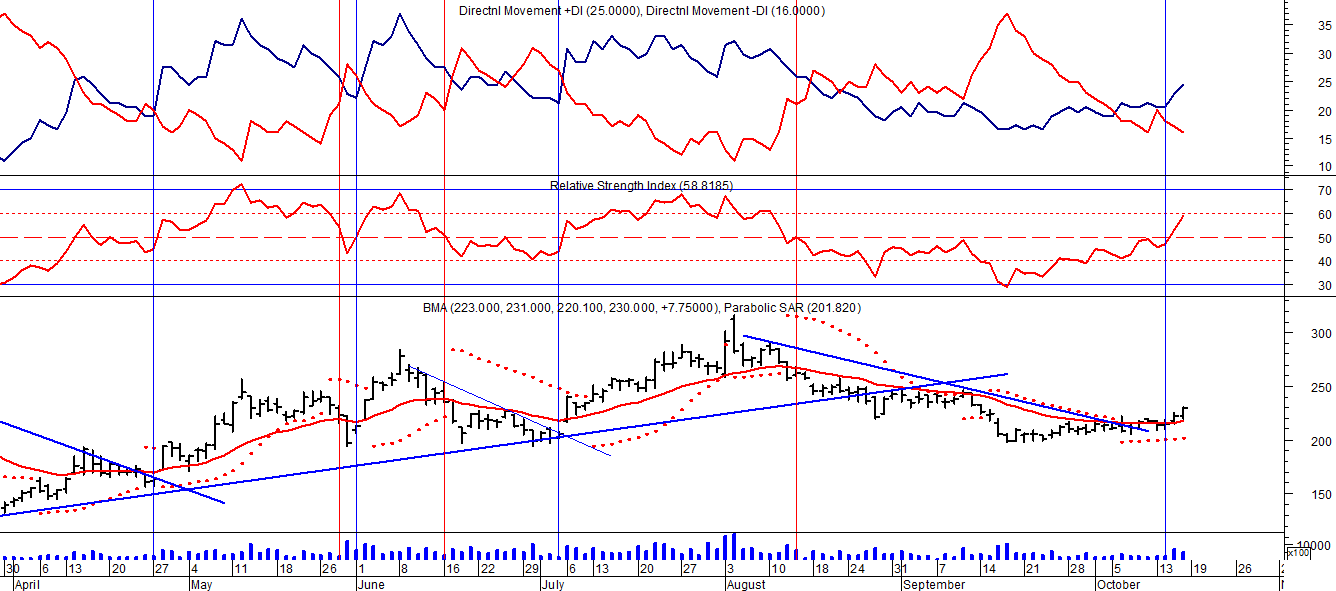 Directnl Movement +DI (25.0000), Directnl Movement -DI (16.0000)
35
30
25
20
15
10
Relative Strength Index (58.8185)
70
60
50
40
30
BMA (223.000, 231.000, 220.100, 230.000, +7.75000), Parabolic SAR (201.820)
300
250
200
150
10000
x100
30 6 13 20 27 4 11 18 26 1 8 16 22 29 6 13 20 27 3 10 18 24 31 7 14 21 28 5 13 19 26 2
April May June July August September October N